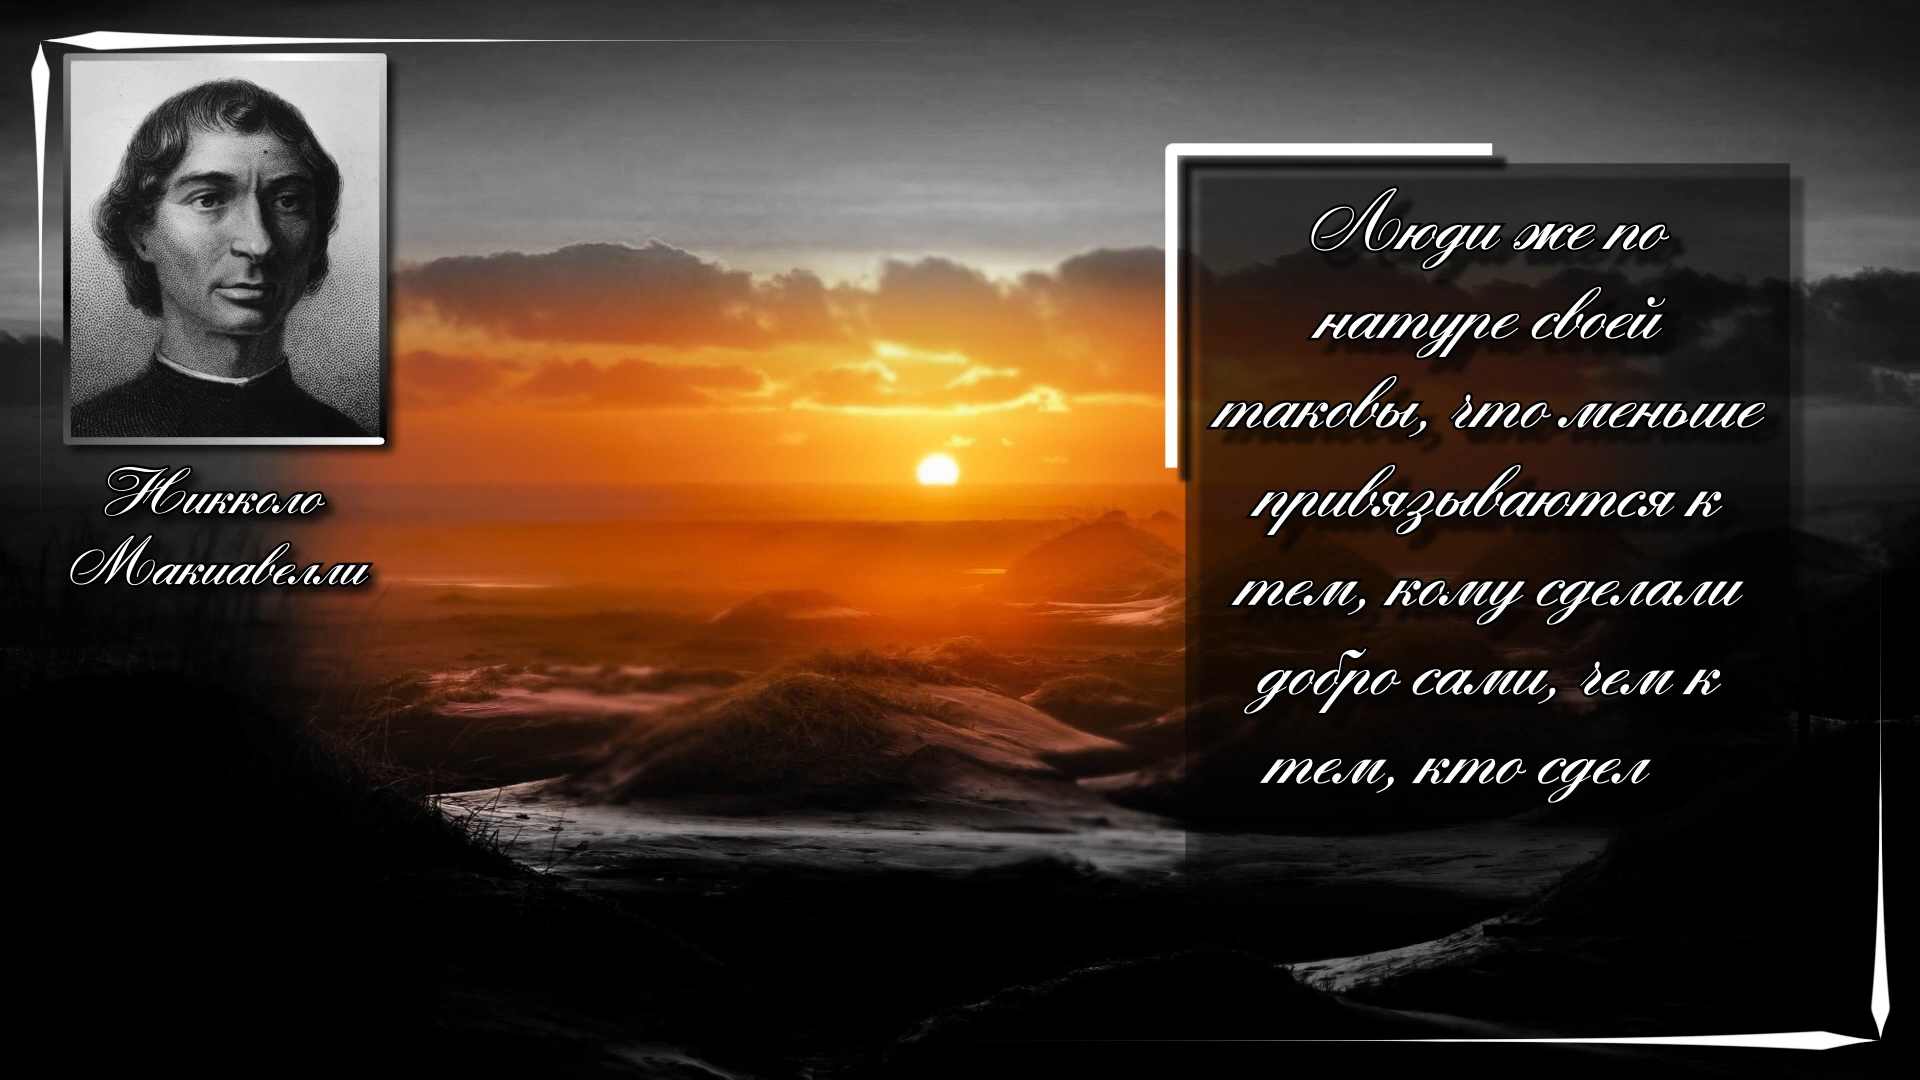 Никколо
Макиавелли
Люди же по
натуре своей
таковы, что меньше
привязываются к
тем, кому сделали
добро сами, чем к
тем, кто сдел